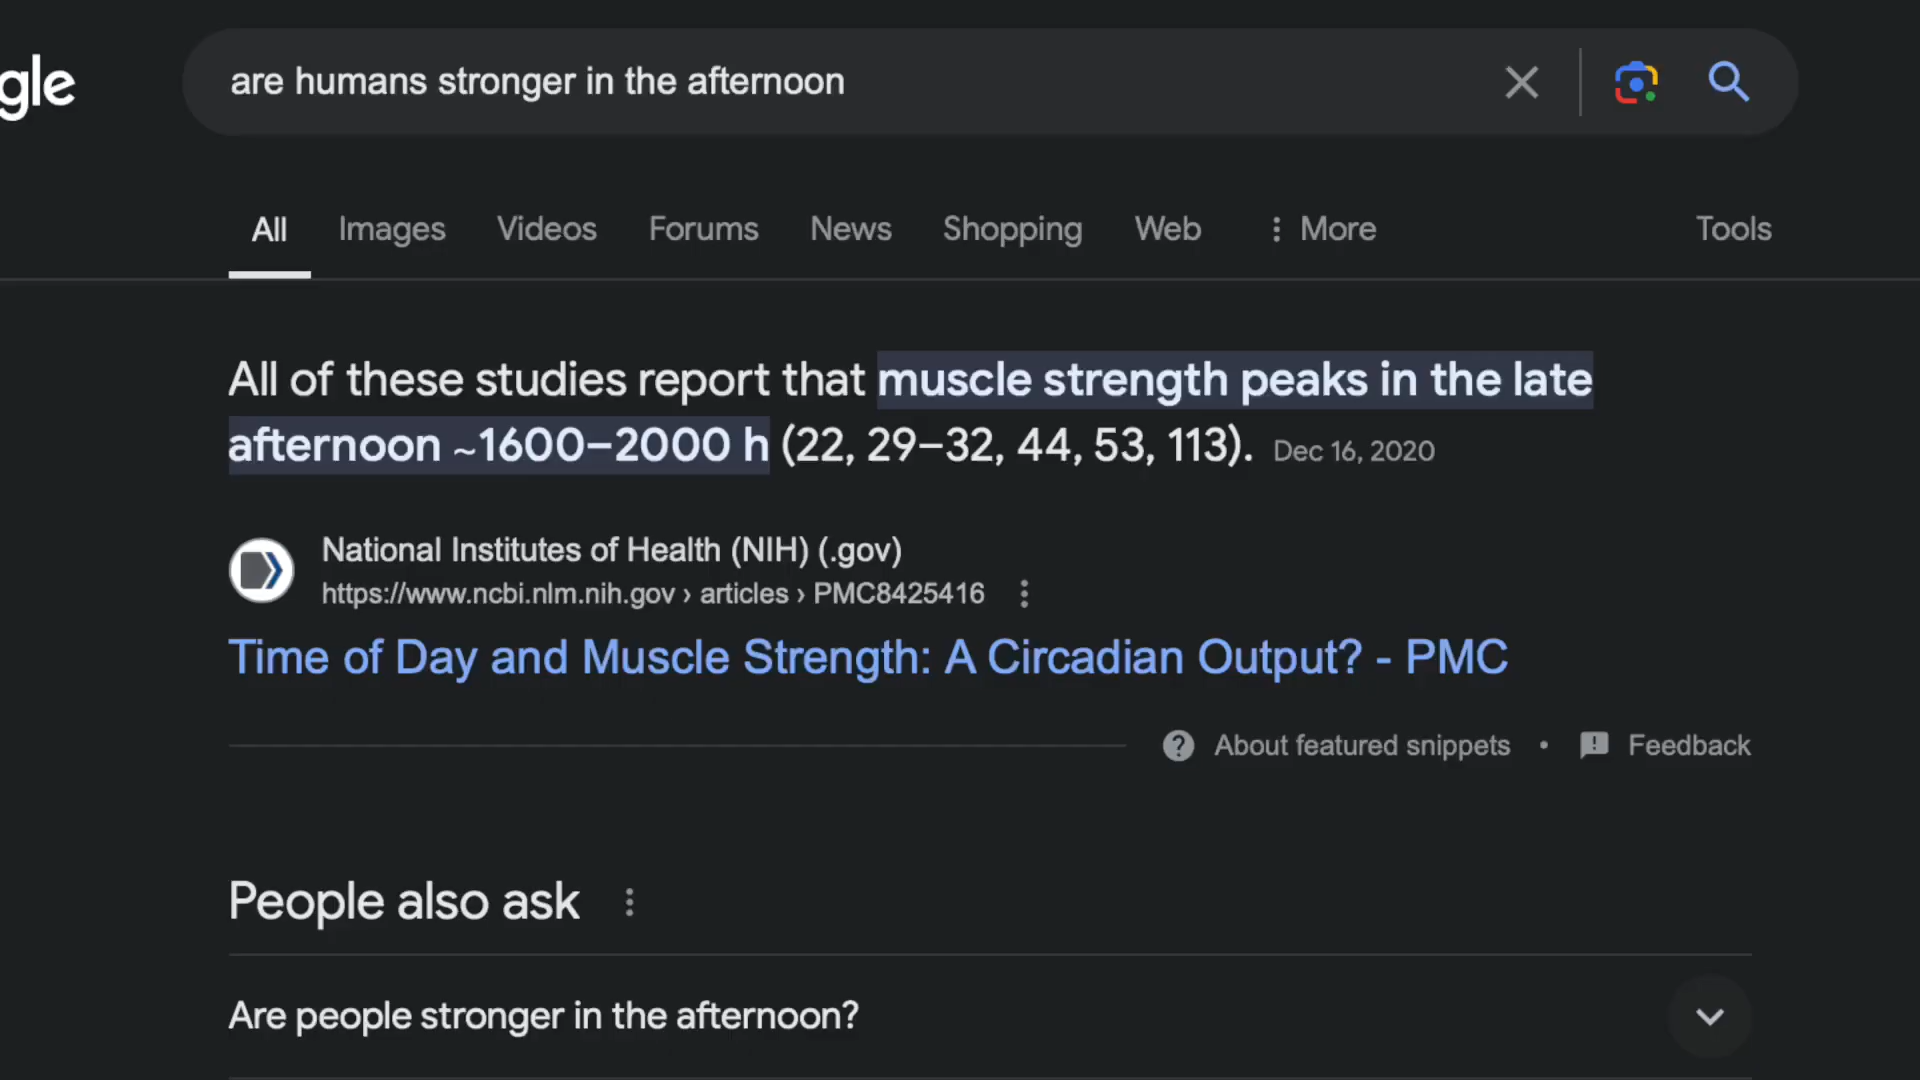 gle
are humans stronger in the afternoon
All Images Videos Forums News Shopping Web More Tools
All of these studies report that muscle strength peaks in the late
afternoon ~1600–2000 h (22, 29–32, 44, 53, 113). Dec 16, 2020
National Institutes of Health (NIH) (.gov)
https://www.ncbi.nlm.nih.gov › articles › PMC8425416
Time of Day and Muscle Strength: A Circadian Output? - PMC
About featured snippets • Feedback
People also ask
Are people stronger in the afternoon?